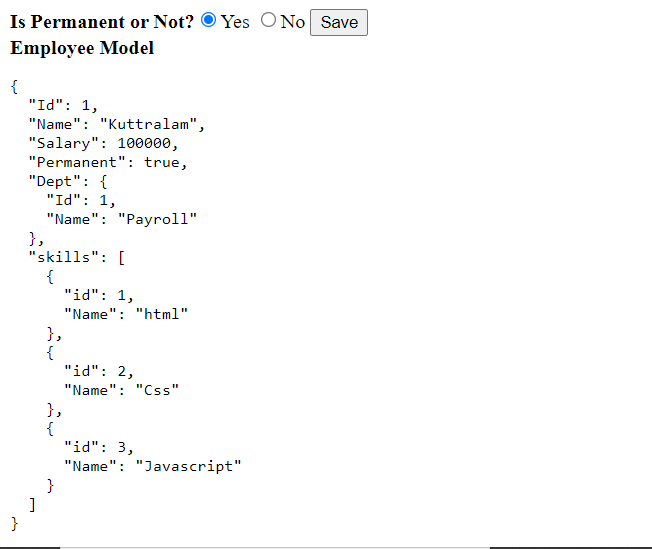 Is Permanent or Not? Yes No Save
Employee Model
{
  "Id": 1,
  "Name": "Kuttralam",
  "Salary": 100000,
  "Permanent": true,
  "Dept": {
    "Id": 1,
    "Name": "Payroll"
  },
  "skills": [
    {
      "id": 1,
      "Name": "html"
    },
    {
      "id": 2,
      "Name": "Css"
    },
    {
      "id": 3,
      "Name": "Javascript"
    }
  ]
}